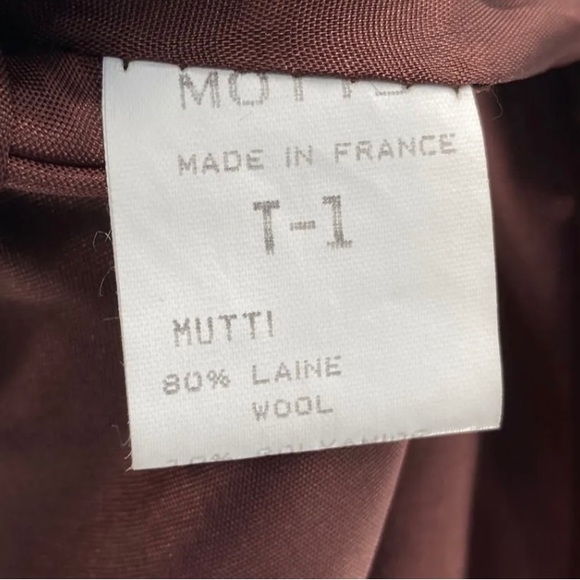 MADE IN FRANCE
T-1
MUTTI
80% LAINE
WOOL